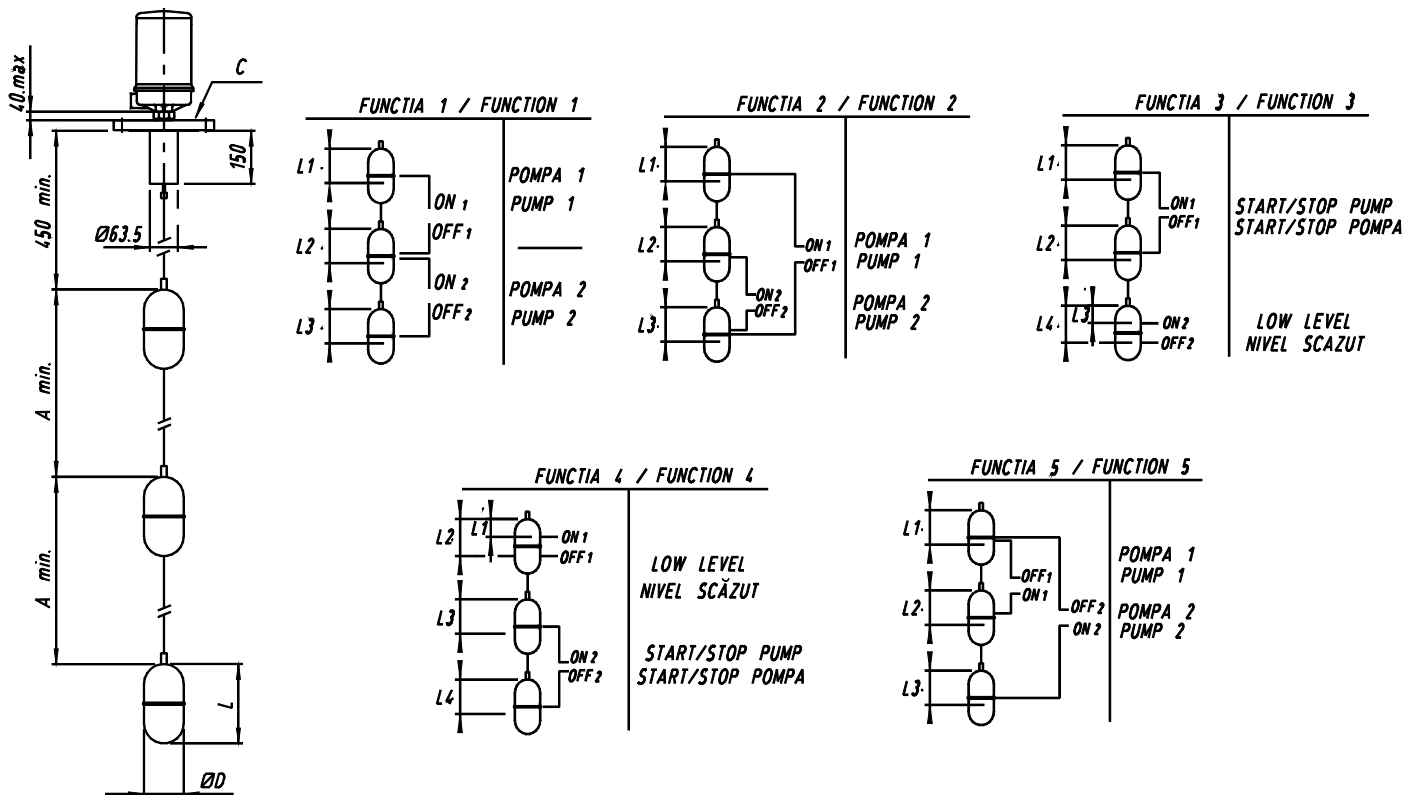 40.max
C
450 min.
150
Ø63.5
A min.
A min.
L
ØD
FUNCTIA 1 / FUNCTION 1
L1
L2
L3
ON 1
OFF 1
ON 2
OFF 2
POMPA 1
PUMP 1
POMPA 2
PUMP 2
FUNCTIA 2 / FUNCTION 2
L1
L2
L3
ON 1
OFF 1
ON 2
OFF 2
POMPA 1
PUMP 1
POMPA 2
PUMP 2
FUNCTIA 3 / FUNCTION 3
L1
L2
L4
L3
ON 1
OFF 1
ON 2
OFF 2
START/STOP PUMP
START/STOP POMPA
LOW LEVEL
NIVEL SCAZUT
FUNCTIA 4 / FUNCTION 4
L2
L1
L3
L4
ON 1
OFF 1
ON 2
OFF 2
LOW LEVEL
NIVEL SCĂZUT
START/STOP PUMP
START/STOP POMPA
FUNCTIA 5 / FUNCTION 5
L1
L2
L3
OFF 1
ON 1
OFF 2
ON 2
POMPA 1
PUMP 1
POMPA 2
PUMP 2